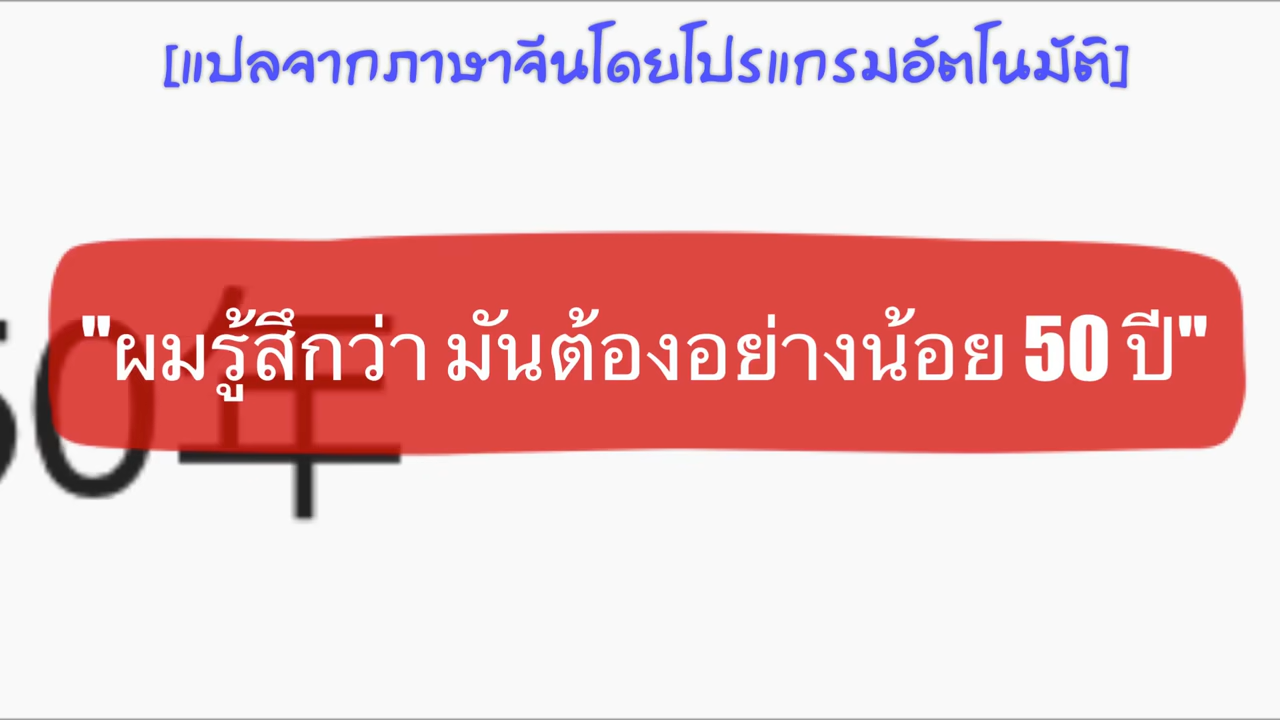 [แปลจากภาษาจีนโดยโปรแกรมอัตโนมัติ]
"ผมรู้สึกว่า มันต้องอย่างน้อย 50 ปี"
50年